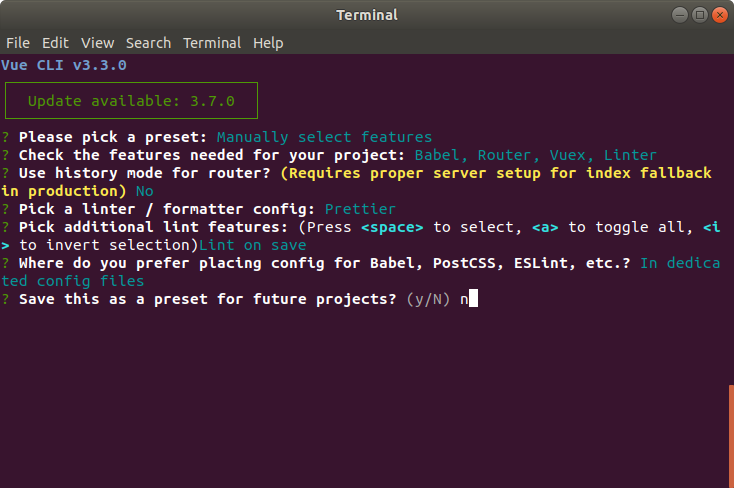 Terminal
File Edit View Search Terminal Help
Vue CLI v3.3.0
Update available: 3.7.0
? Please pick a preset: Manually select features
? Check the features needed for your project: Babel, Router, Vuex, Linter
? Use history mode for router? (Requires proper server setup for index fallback
in production) No
? Pick a linter / formatter config: Prettier
? Pick additional lint features: (Press <space> to select, <a> to toggle all, <i
> to invert selection)Lint on save
? Where do you prefer placing config for Babel, PostCSS, ESLint, etc.? In dedica
ted config files
? Save this as a preset for future projects? (y/N) n